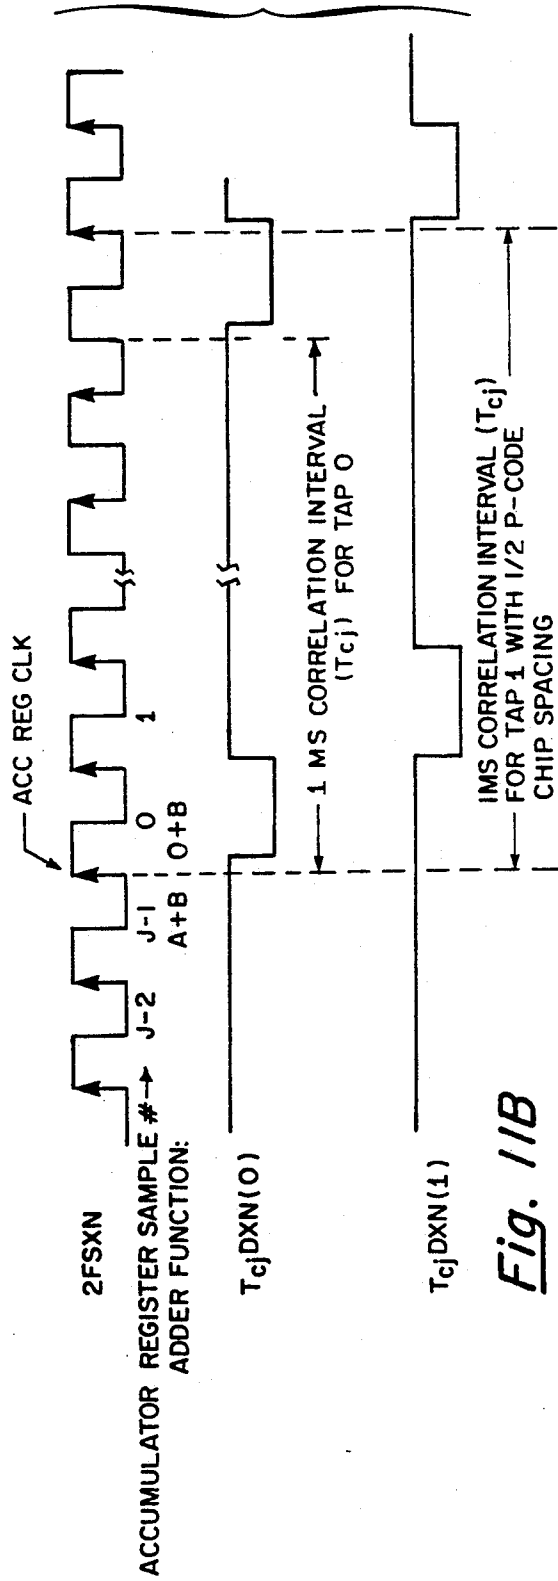 ACC REG CLK
2FSXN
ACCUMULATOR REGISTER SAMPLE #→ J-2 J-1 0 1
ADDER FUNCTION: A+B 0+B
TcjDXN(0)
1 MS CORRELATION INTERVAL
(Tcj) FOR TAP 0
TcjDXN(1)
IMS CORRELATION INTERVAL (Tcj)
FOR TAP 1 WITH 1/2 P-CODE
CHIP SPACING
Fig. 11B